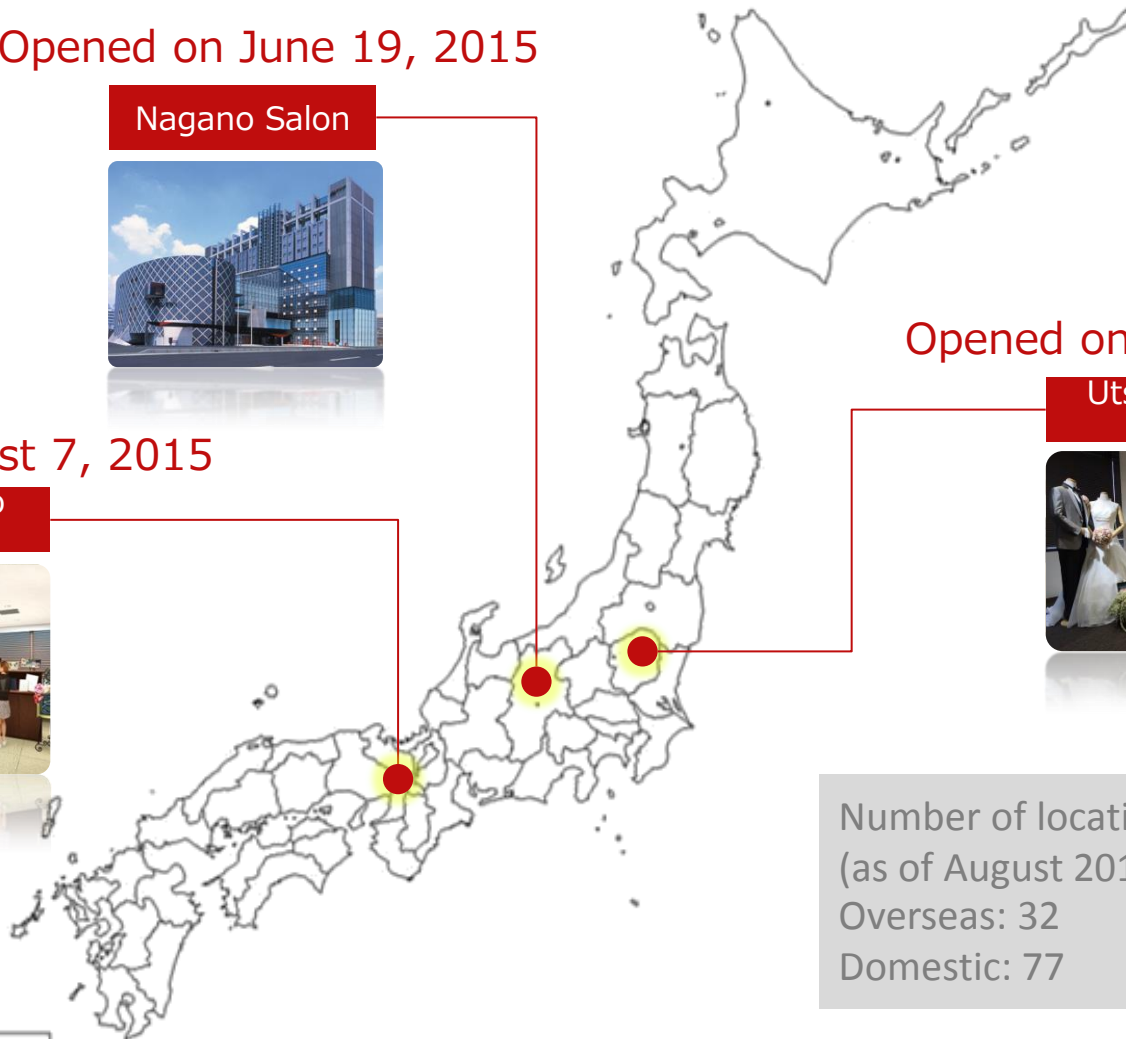 Opened on June 19, 2015
Nagano Salon
Opened on
st 7, 2015
Number of locati
(as of August 201
Overseas: 32
Domestic: 77